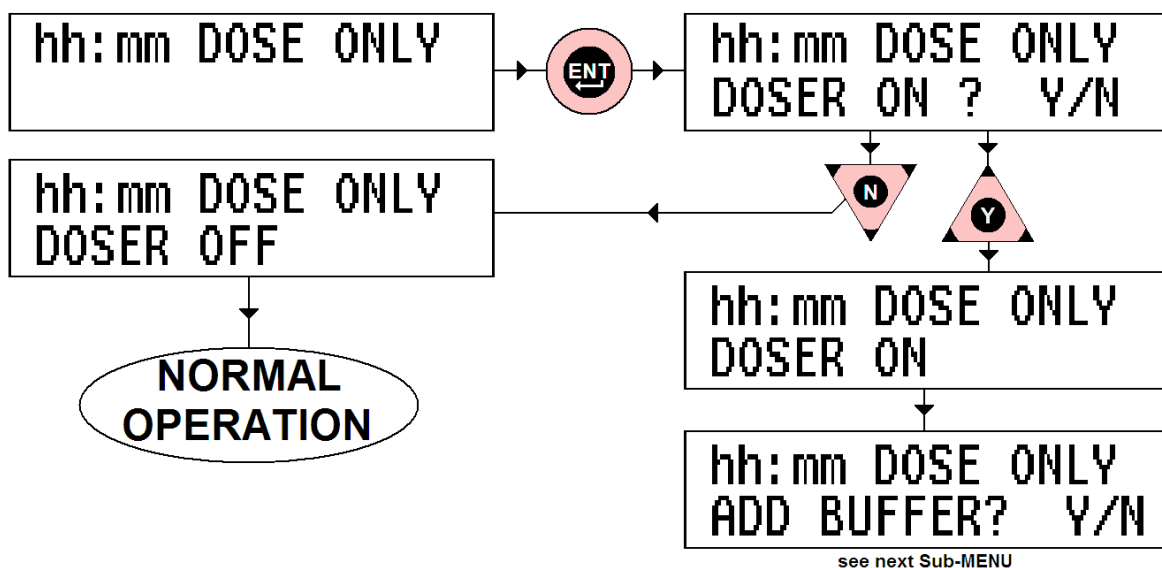 hh:mm DOSE ONLY
ENT
hh:mm DOSE ONLY
DOSER ON ? Y/N
N
Y
hh:mm DOSE ONLY
DOSER OFF
NORMAL
OPERATION
hh:mm DOSE ONLY
DOSER ON
hh:mm DOSE ONLY
ADD BUFFER? Y/N
see next Sub-MENU